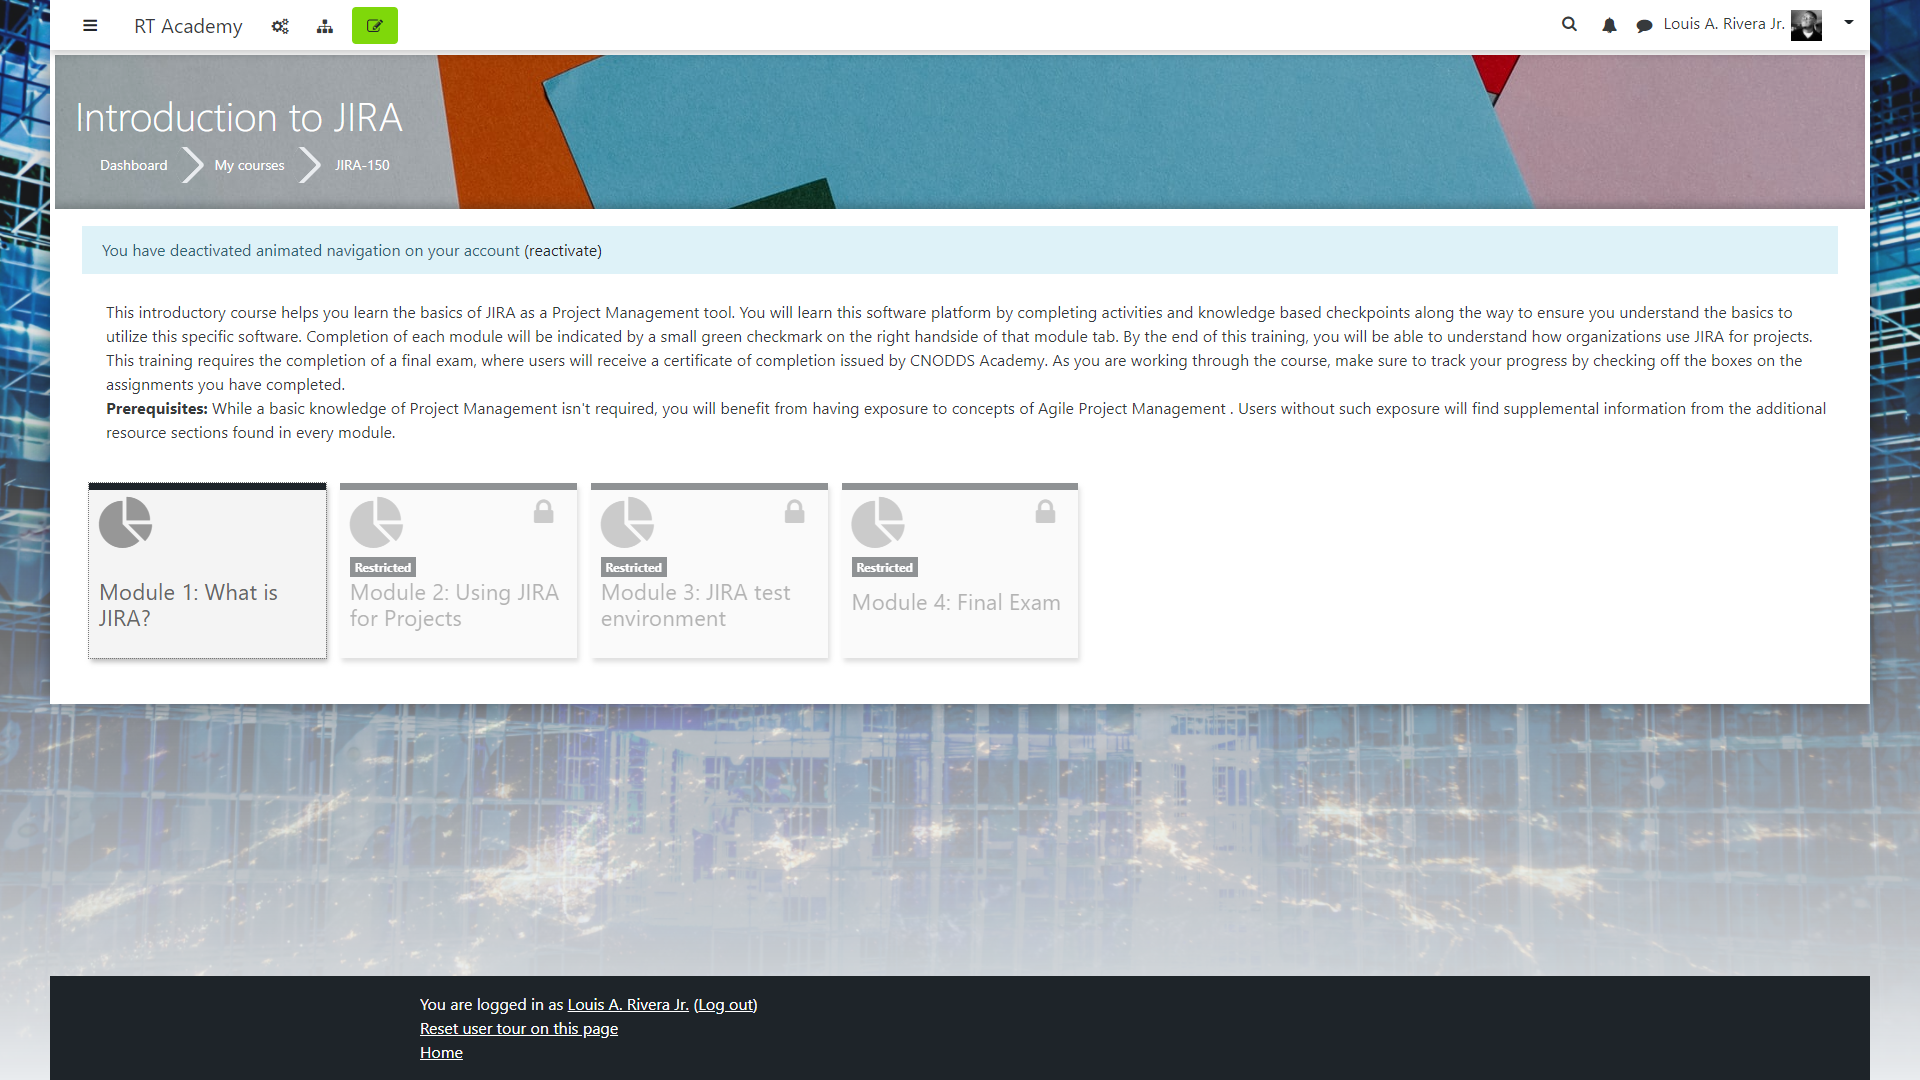 RT Academy
Louis A. Rivera Jr.
Introduction to JIRA
Dashboard
My courses
JIRA-150
You have deactivated animated navigation on your account (reactivate)
This introductory course helps you learn the basics of JIRA as a Project Management tool. You will learn this software platform by completing activities and knowledge based checkpoints along the way to ensure you understand the basics to
utilize this specific software. Completion of each module will be indicated by a small green checkmark on the right handside of that module tab. By the end of this training, you will be able to understand how organizations use JIRA for projects.
This training requires the completion of a final exam, where users will receive a certificate of completion issued by CNODDS Academy. As you are working through the course, make sure to track your progress by checking off the boxes on the
assignments you have completed.
Prerequisites: While a basic knowledge of Project Management isn't required, you will benefit from having exposure to concepts of Agile Project Management . Users without such exposure will find supplemental information from the additional
resource sections found in every module.
Module 1: What is
JIRA?
Restricted
Module 2: Using JIRA
for Projects
Restricted
Module 3: JIRA test
environment
Restricted
Module 4: Final Exam
You are logged in as Louis A. Rivera Jr. (Log out)
Reset user tour on this page
Home